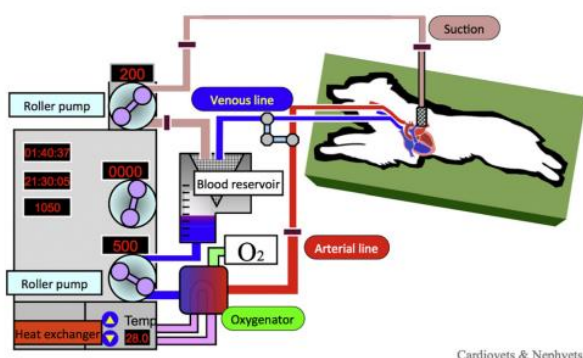 Suction
200
Roller pump
Venous line
01:40:37
21:30:05
1050
0000
Blood reservoir
500
O₂
Arterial line
Roller pump
Oxygenator
Temp
Heat exchanger
28.0
Cardiovets & Nephvets